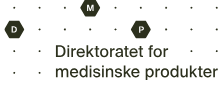 M
D P
Direktoratet for
medisinske produkter